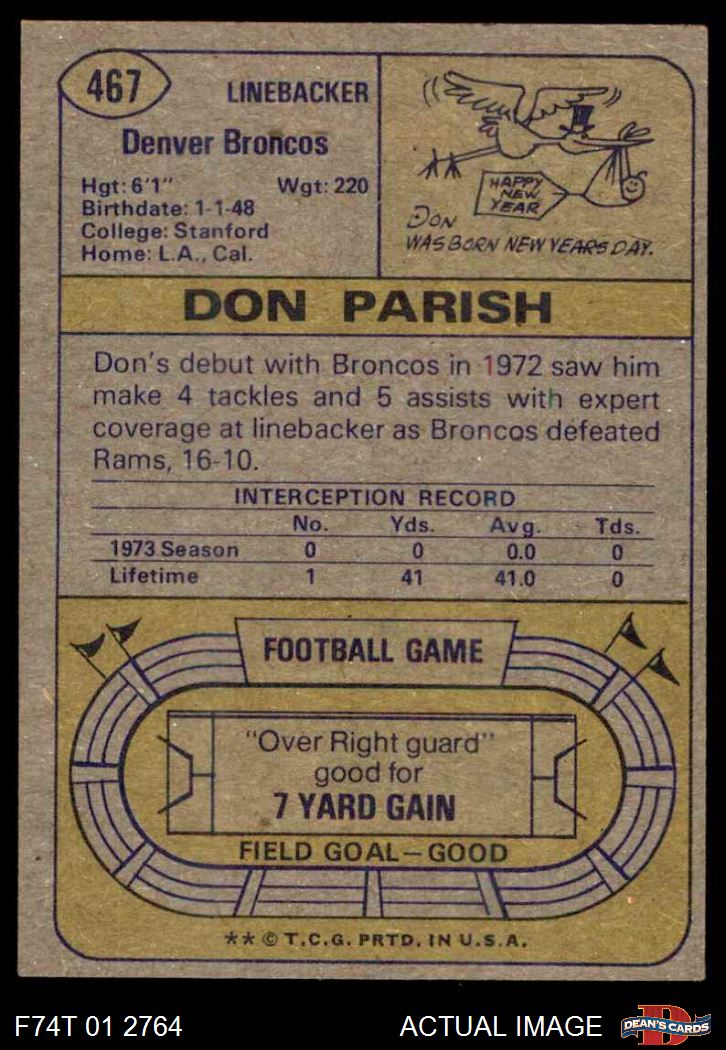 467
LINEBACKER
Denver Broncos
Hgt: 6'1" Wgt: 220
Birthdate: 1-1-48
College: Stanford
Home: L.A., Cal.
HAPPY
NEW
YEAR
DON
WAS BORN NEW YEARS DAY.
DON PARISH
Don's debut with Broncos in 1972 saw him
make 4 tackles and 5 assists with expert
coverage at linebacker as Broncos defeated
Rams, 16-10.
INTERCEPTION RECORD
No. Yds. Avg. Tds.
1973 Season 0 0 0.0 0
Lifetime 1 41 41.0 0
FOOTBALL GAME
"Over Right guard"
good for
7 YARD GAIN
FIELD GOAL—GOOD
** © T.C.G. PRTD. IN U.S.A.
F74T 01 2764 ACTUAL IMAGE
D
DEAN'S CARDS